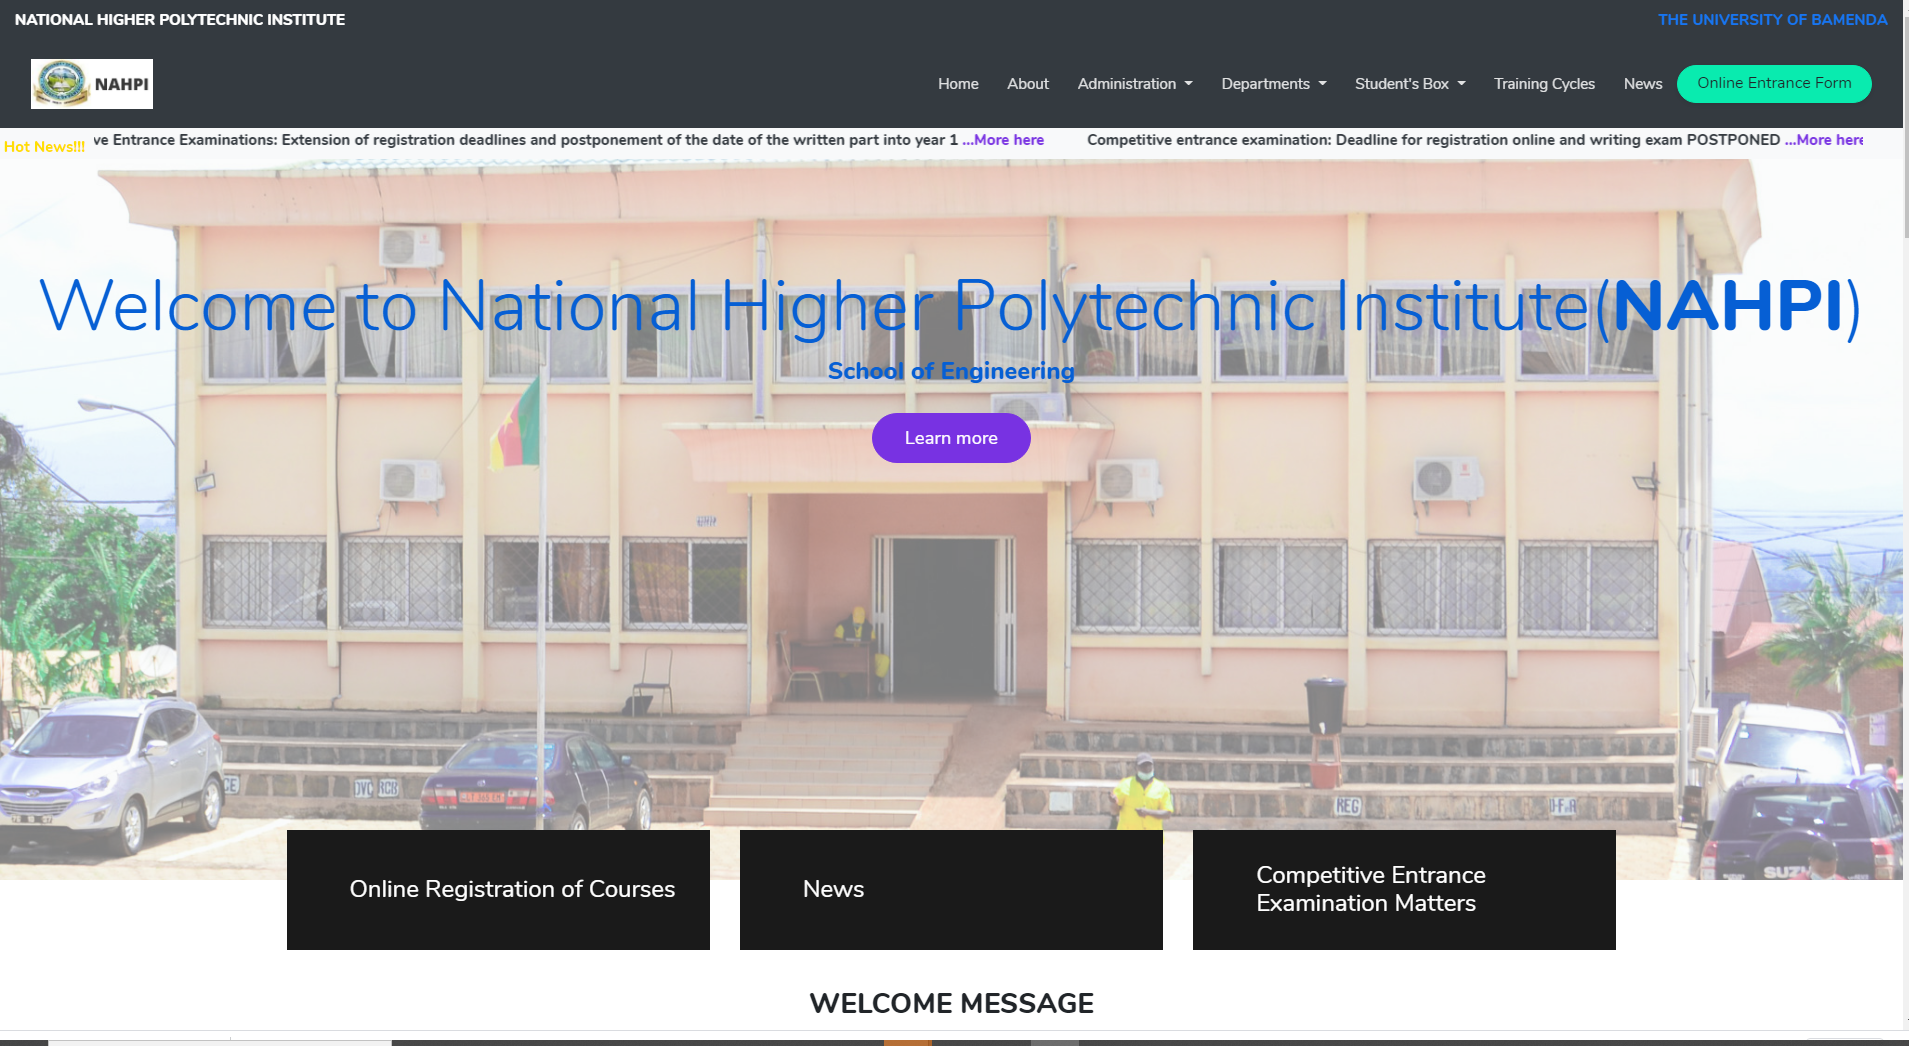 NATIONAL HIGHER POLYTECHNIC INSTITUTE
THE UNIVERSITY OF BAMENDA
NAHPI
Home
About
Administration
Departments
Student's Box
Training Cycles
News
Online Entrance Form
Hot News!!!
ve Entrance Examinations: Extension of registration deadlines and postponement of the date of the written part into year 1 ...More here
Competitive entrance examination: Deadline for registration online and writing exam POSTPONED ...More here
Welcome to National Higher Polytechnic Institute(NAHPI)
School of Engineering
Learn more
DVC RCB
REG
Online Registration of Courses
News
Competitive Entrance
Examination Matters
WELCOME MESSAGE